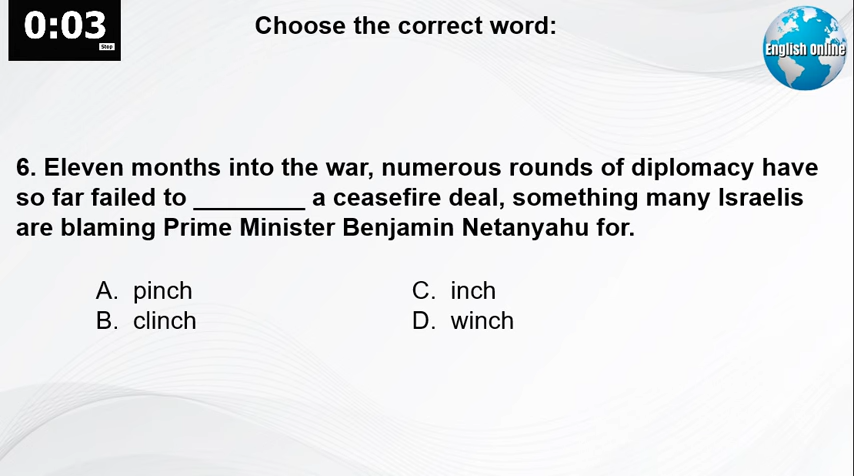 0:03
Stop
Choose the correct word:
English Online
6. Eleven months into the war, numerous rounds of diplomacy have
so far failed to ________ a ceasefire deal, something many Israelis
are blaming Prime Minister Benjamin Netanyahu for.
A. pinch
B. clinch
C. inch
D. winch